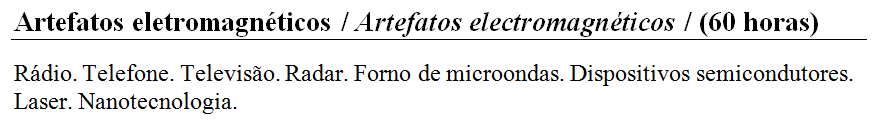 Artefatos eletromagnéticos / Artefatos electromagnéticos / (60 horas)
Rádio. Telefone. Televisão. Radar. Forno de microondas. Dispositivos semicondutores.
Laser. Nanotecnologia.